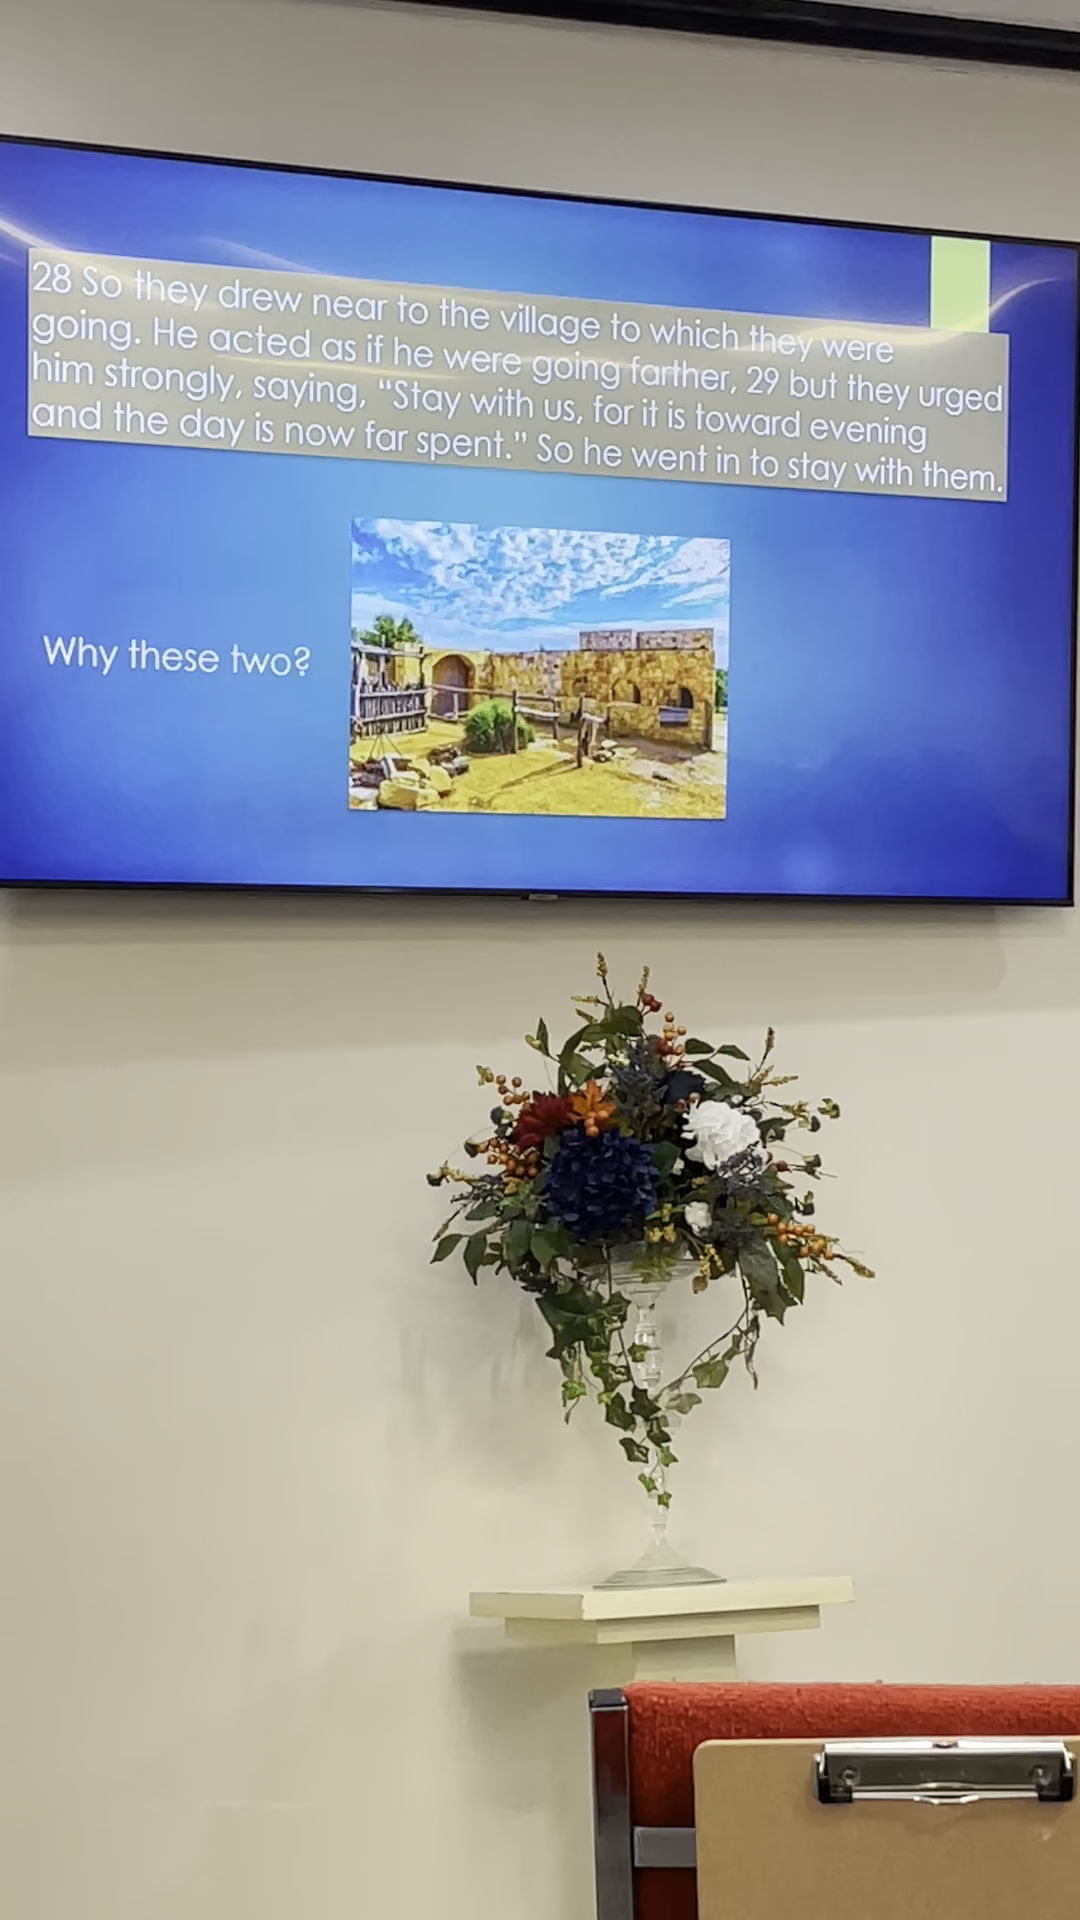 28 So they drew near to the village to which they were
going. He acted as if he were going farther, 29 but they urged
him strongly, saying, “Stay with us, for it is toward evening
and the day is now far spent.” So he went in to stay with them.
Why these two?